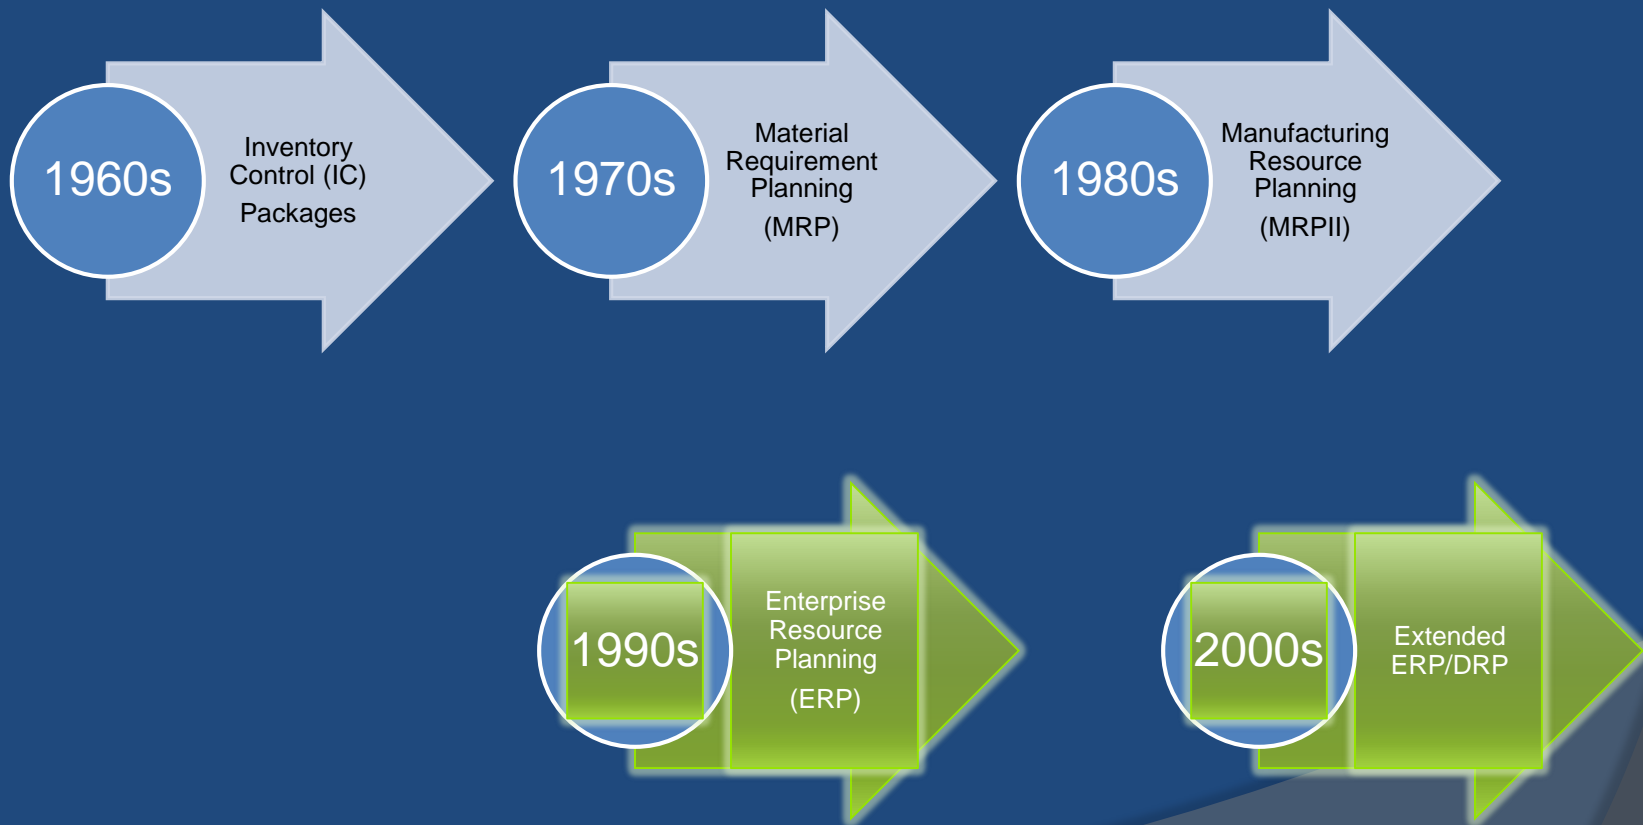 1960s
Inventory
Control (IC)
Packages
1970s
Material
Requirement
Planning
(MRP)
1980s
Manufacturing
Resource
Planning
(MRPII)
1990s
Enterprise
Resource
Planning
(ERP)
2000s
Extended
ERP/DRP